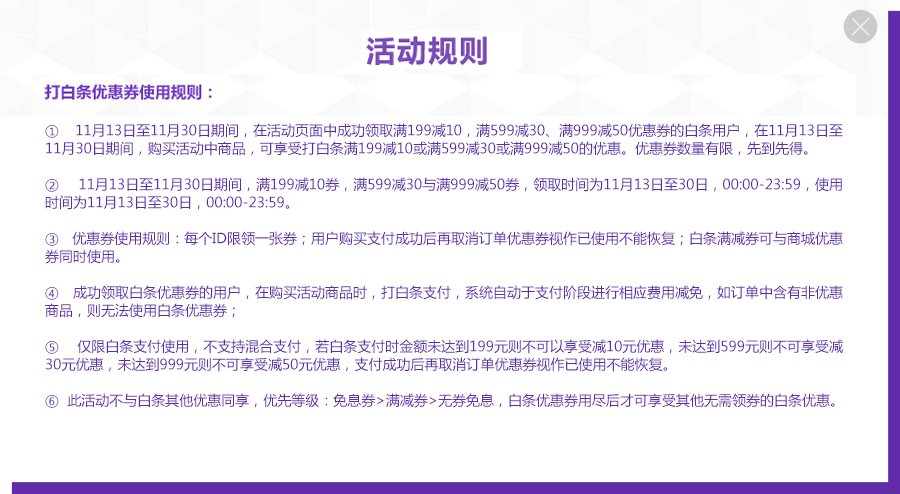 活动规则
打白条优惠券使用规则：
① 11月13日至11月30日期间，在活动页面中成功领取满199减10，满599减30、满999减50优惠券的白条用户，在11月13日至
11月30日期间，购买活动中商品，可享受打白条满199减10或满599减30或满999减50的优惠。优惠券数量有限，先到先得。
② 11月13日至11月30日期间，满199减10券，满599减30与满999减50券，领取时间为11月13日至30日，00:00-23:59，使用
时间为11月13日至30日，00:00-23:59。
③ 优惠券使用规则：每个ID限领一张券；用户购买支付成功后再取消订单优惠券视作已使用不能恢复；白条满减券可与商城优惠
券同时使用。
④ 成功领取白条优惠券的用户，在购买活动商品时，打白条支付，系统自动于支付阶段进行相应费用减免，如订单中含有非优惠
商品，则无法使用白条优惠券；
⑤ 仅限白条支付使用，不支持混合支付，若白条支付时金额未达到199元则不可以享受减10元优惠，未达到599元则不可享受减
30元优惠，未达到999元则不可享受减50元优惠，支付成功后再取消订单优惠券视作已使用不能恢复。
⑥ 此活动不与白条其他优惠同享，优先等级：免息券>满减券>无券免息，白条优惠券用尽后才可享受其他无需领券的白条优惠。